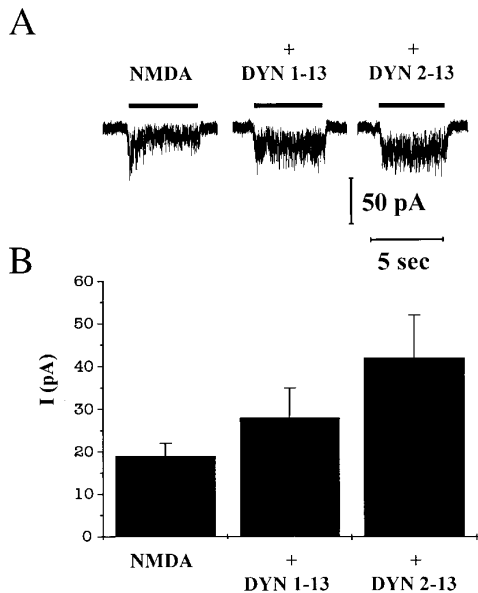 A
NMDA
+
DYN 1-13
+
DYN 2-13
50 pA
5 sec
B
I (pA)
60
50
40
30
20
10
0
NMDA
+
DYN 1-13
+
DYN 2-13